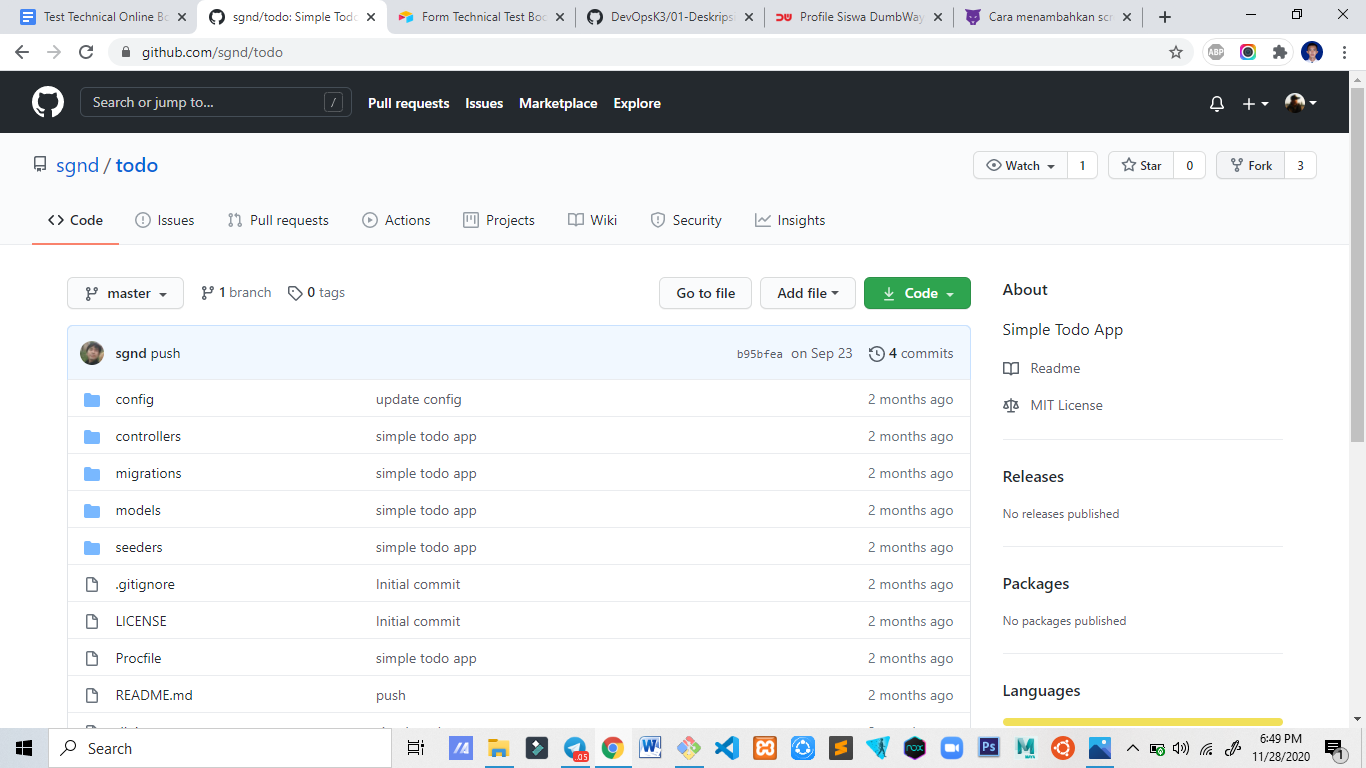 Test Technical Online Bo
sgnd/todo: Simple Todo
Form Technical Test Boo
DevOpsK3/01-Deskrips
Profile Siswa DumbWay
Cara menambahkan scr
github.com/sgnd/todo
ABP
Search or jump to...
/
Pull requests
Issues
Marketplace
Explore
sgnd / todo
Watch
1
Star
0
Fork
3
Code
Issues
Pull requests
Actions
Projects
Wiki
Security
Insights
master
1 branch
0 tags
Go to file
Add file
Code
sgnd push
b95bfea on Sep 23
4 commits
config
update config
2 months ago
controllers
simple todo app
2 months ago
migrations
simple todo app
2 months ago
models
simple todo app
2 months ago
seeders
simple todo app
2 months ago
.gitignore
Initial commit
2 months ago
LICENSE
Initial commit
2 months ago
Procfile
simple todo app
2 months ago
README.md
push
2 months ago
About
Simple Todo App
Readme
MIT License
Releases
No releases published
Packages
No packages published
Languages
Search
.05
nox
Ps
M
6:49 PM
11/28/2020
1